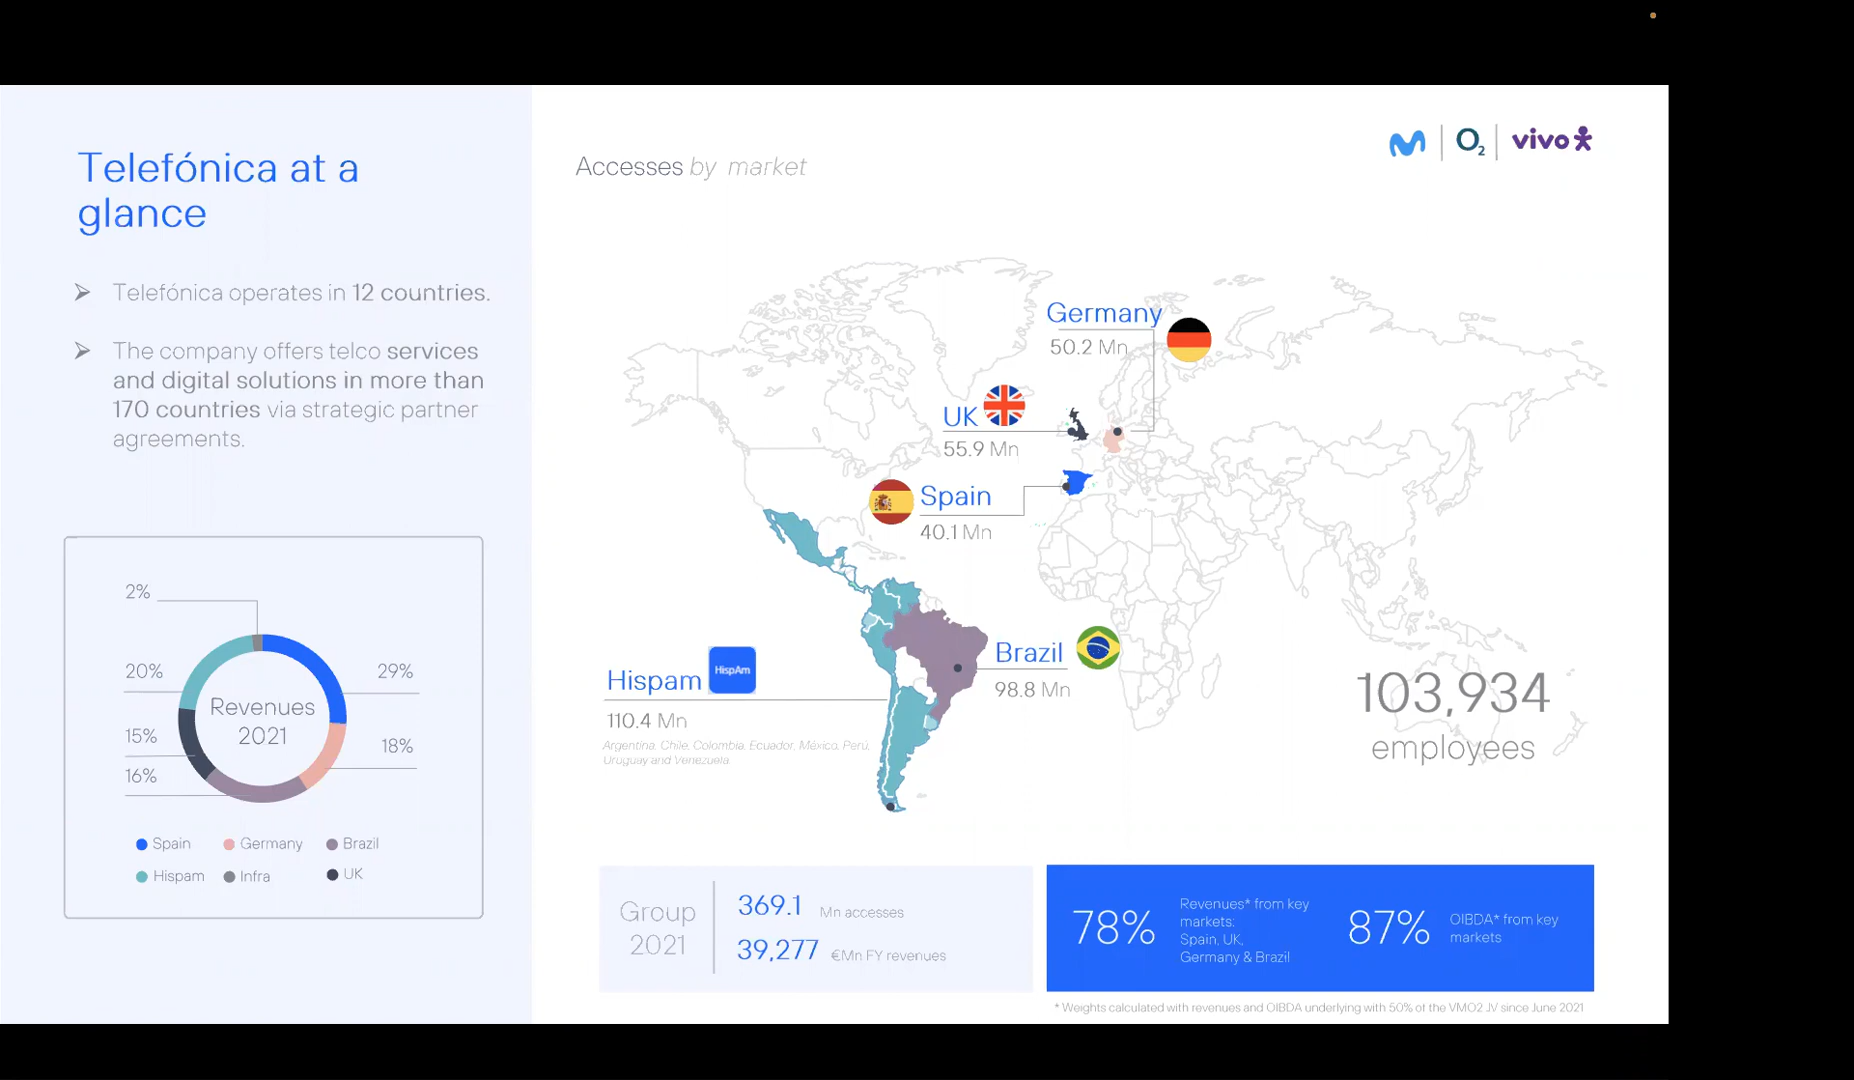 Telefónica at a
glance
Telefónica operates in 12 countries.
The company offers telco services
and digital solutions in more than
170 countries via strategic partner
agreements.
2%
20%
29%
Revenues
2021
15%
18%
16%
Spain
Germany
Brazil
Hispam
Infra
UK
Accesses by market
O2
vivo
Germany
50.2 Mn
UK
55.9 Mn
Spain
40.1 Mn
Hispam
HispAm
110.4 Mn
Argentina, Chile, Colombia, Ecuador, México, Perú,
Uruguay and Venezuela.
Brazil
98.8 Mn
103,934
employees
Group
2021
369.1 Mn accesses
39,277 €Mn FY revenues
78%
Revenues* from key
markets:
Spain, UK,
Germany & Brazil
87%
OIBDA* from key
markets
* Weights calculated with revenues and OIBDA underlying with 50% of the VMO2 JV since June 2021